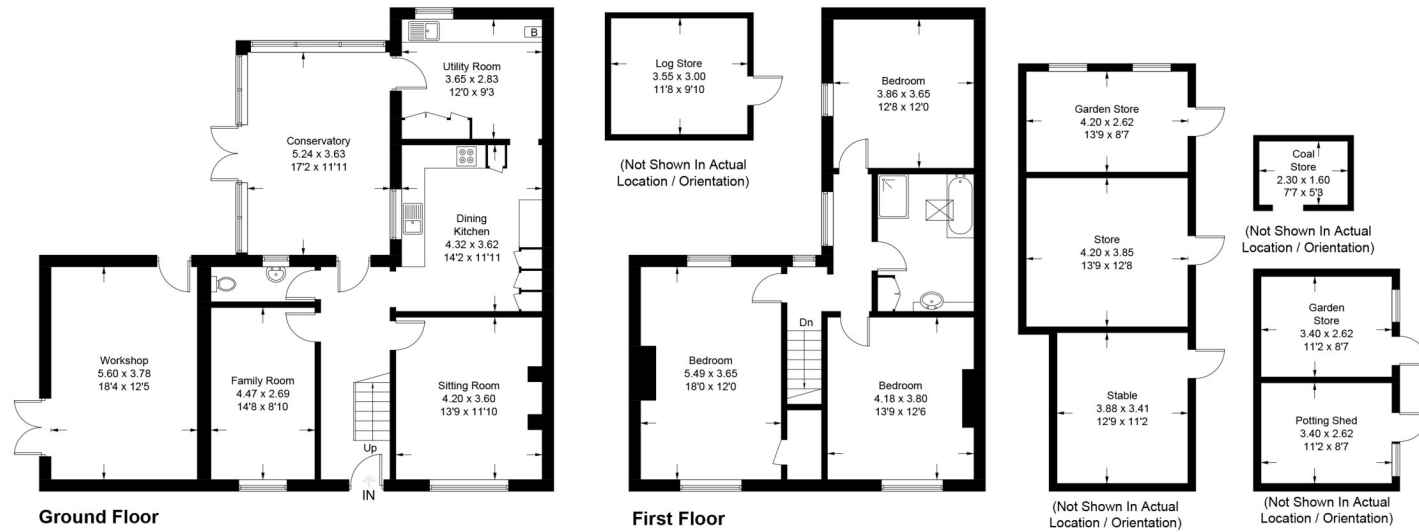 Utility Room
3.65 x 2.83
12'0 x 9'3
B
Conservatory
5.24 x 3.63
17'2 x 11'11
Dining
Kitchen
4.32 x 3.62
14'2 x 11'11
Workshop
5.60 x 3.78
18'4 x 12'5
Family Room
4.47 x 2.69
14'8 x 8'10
Sitting Room
4.20 x 3.60
13'9 x 11'10
Up
IN
Ground Floor
Log Store
3.55 x 3.00
11'8 x 9'10
(Not Shown In Actual
Location / Orientation)
Bedroom
3.86 x 3.65
12'8 x 12'0
Dn
Bedroom
5.49 x 3.65
18'0 x 12'0
Bedroom
4.18 x 3.80
13'9 x 12'6
First Floor
Garden Store
4.20 x 2.62
13'9 x 8'7
Store
4.20 x 3.85
13'9 x 12'8
Stable
3.88 x 3.41
12'9 x 11'2
(Not Shown In Actual
Location / Orientation)
Coal
Store
2.30 x 1.60
7'7 x 5'3
(Not Shown In Actual
Location / Orientation)
Garden
Store
3.40 x 2.62
11'2 x 8'7
Potting Shed
3.40 x 2.62
11'2 x 8'7
(Not Shown In Actual
Location / Orientation)